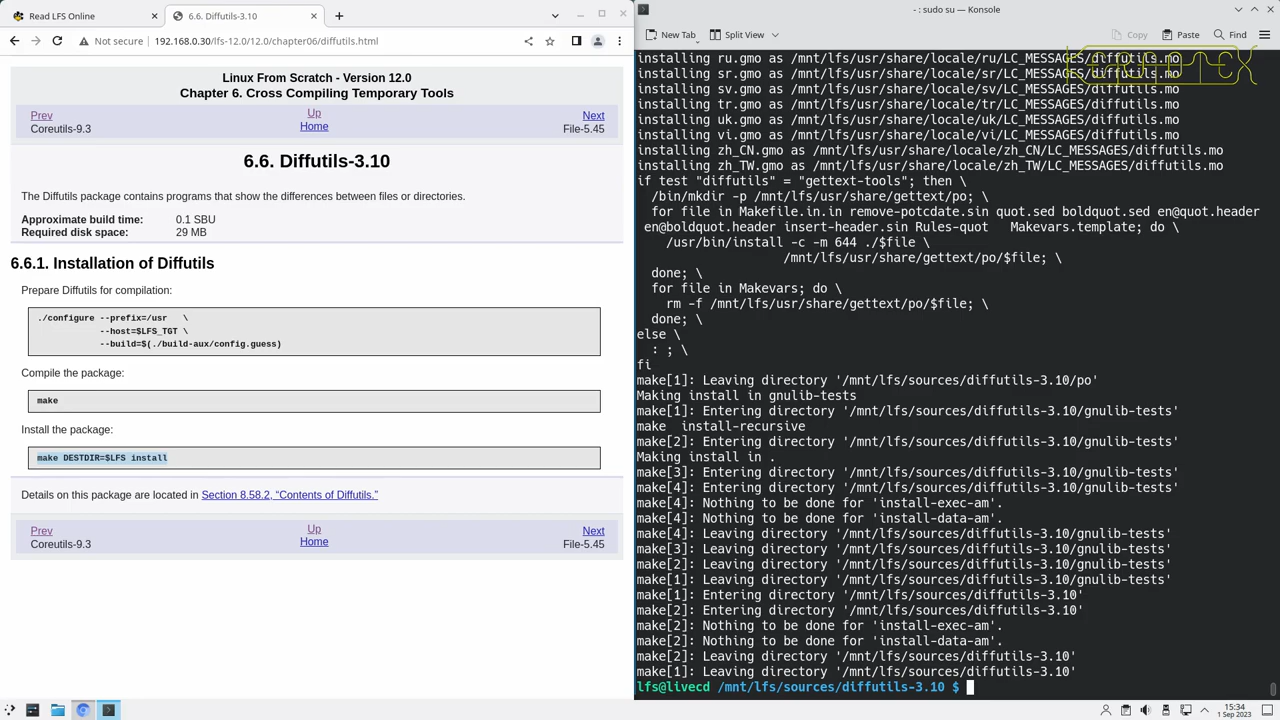 Read LFS Online
6.6. Diffutils-3.10
Not secure
192.168.0.30/lfs-12.0/12.0/chapter06/diffutils.html
Linux From Scratch - Version 12.0
Chapter 6. Cross Compiling Temporary Tools
Prev
Up
Next
Coreutils-9.3
Home
File-5.45
6.6. Diffutils-3.10
The Diffutils package contains programs that show the differences between files or directories.
Approximate build time: 0.1 SBU
Required disk space: 29 MB
6.6.1. Installation of Diffutils
Prepare Diffutils for compilation:
./configure --prefix=/usr \
--host=$LFS_TGT \
--build=$(./build-aux/config.guess)
Compile the package:
make
Install the package:
make DESTDIR=$LFS install
Details on this package are located in Section 8.58.2, “Contents of Diffutils.”
Prev
Up
Next
Coreutils-9.3
Home
File-5.45
- : sudo su — Konsole
New Tab
Split View
Copy
Paste
Find
installing ru.gmo as /mnt/lfs/usr/share/locale/ru/LC_MESSAGES/diffutils.mo
installing sr.gmo as /mnt/lfs/usr/share/locale/sr/LC_MESSAGES/diffutils.mo
installing sv.gmo as /mnt/lfs/usr/share/locale/sv/LC_MESSAGES/diffutils.mo
installing tr.gmo as /mnt/lfs/usr/share/locale/tr/LC_MESSAGES/diffutils.mo
installing uk.gmo as /mnt/lfs/usr/share/locale/uk/LC_MESSAGES/diffutils.mo
installing vi.gmo as /mnt/lfs/usr/share/locale/vi/LC_MESSAGES/diffutils.mo
installing zh_CN.gmo as /mnt/lfs/usr/share/locale/zh_CN/LC_MESSAGES/diffutils.mo
installing zh_TW.gmo as /mnt/lfs/usr/share/locale/zh_TW/LC_MESSAGES/diffutils.mo
if test "diffutils" = "gettext-tools"; then \
/bin/mkdir -p /mnt/lfs/usr/share/gettext/po; \
for file in Makefile.in.in remove-potcdate.sin quot.sed boldquot.sed en@quot.header
en@boldquot.header insert-header.sin Rules-quot Makevars.template; do \
/usr/bin/install -c -m 644 ./$file \
/mnt/lfs/usr/share/gettext/po/$file; \
done; \
for file in Makevars; do \
rm -f /mnt/lfs/usr/share/gettext/po/$file; \
done; \
else \
: ; \
fi
make[1]: Leaving directory '/mnt/lfs/sources/diffutils-3.10/po'
Making install in gnulib-tests
make[1]: Entering directory '/mnt/lfs/sources/diffutils-3.10/gnulib-tests'
make  install-recursive
make[2]: Entering directory '/mnt/lfs/sources/diffutils-3.10/gnulib-tests'
Making install in .
make[3]: Entering directory '/mnt/lfs/sources/diffutils-3.10/gnulib-tests'
make[4]: Entering directory '/mnt/lfs/sources/diffutils-3.10/gnulib-tests'
make[4]: Nothing to be done for 'install-exec-am'.
make[4]: Nothing to be done for 'install-data-am'.
make[4]: Leaving directory '/mnt/lfs/sources/diffutils-3.10/gnulib-tests'
make[3]: Leaving directory '/mnt/lfs/sources/diffutils-3.10/gnulib-tests'
make[2]: Leaving directory '/mnt/lfs/sources/diffutils-3.10/gnulib-tests'
make[1]: Leaving directory '/mnt/lfs/sources/diffutils-3.10/gnulib-tests'
make[1]: Entering directory '/mnt/lfs/sources/diffutils-3.10'
make[2]: Entering directory '/mnt/lfs/sources/diffutils-3.10'
make[2]: Nothing to be done for 'install-exec-am'.
make[2]: Nothing to be done for 'install-data-am'.
make[2]: Leaving directory '/mnt/lfs/sources/diffutils-3.10'
make[1]: Leaving directory '/mnt/lfs/sources/diffutils-3.10'
lfs@livecd /mnt/lfs/sources/diffutils-3.10 $
15:34
1 Sep 2023